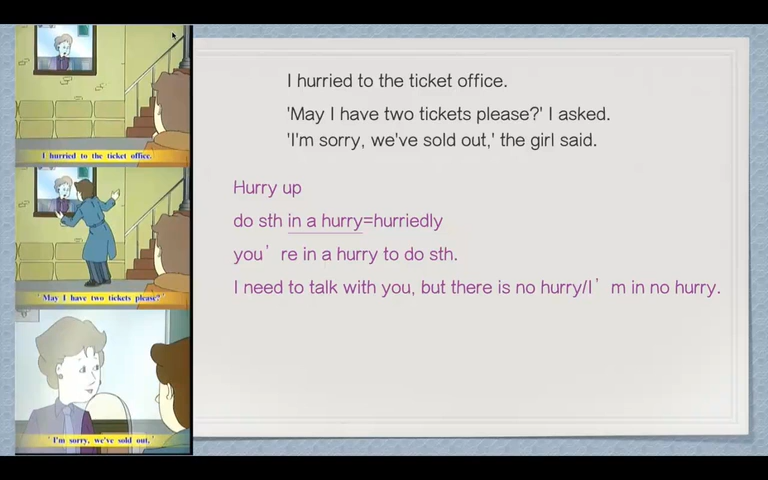 I hurried to the ticket office.
'May I have two tickets please?' I asked.
'I'm sorry, we've sold out,' the girl said.
Hurry up
do sth in a hurry=hurriedly
you’re in a hurry to do sth.
I need to talk with you, but there is no hurry/I’m in no hurry.
I hurried to the ticket office.
'May I have two tickets please?'
'I'm sorry, we've sold out,'